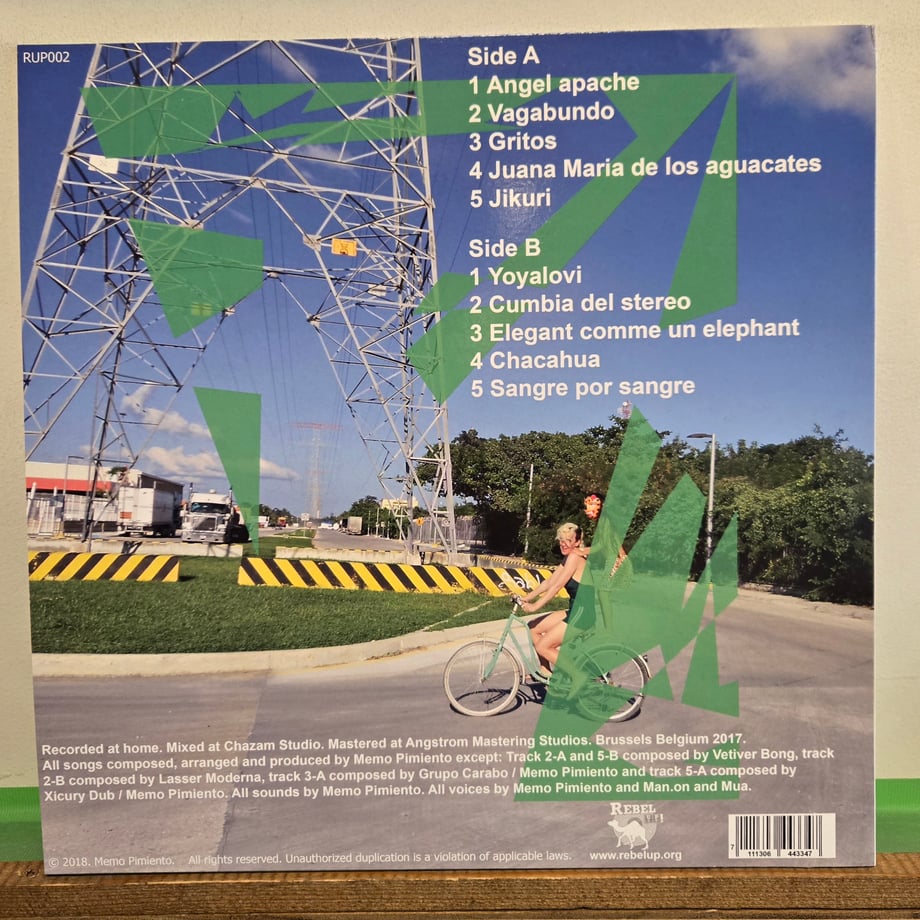 RUP002
Side A
1 Angel apache
2 Vagabundo
3 Gritos
4 Juana Maria de los aguacates
5 Jikuri
Side B
1 Yoyalovi
2 Cumbia del stereo
3 Elegant comme un elephant
4 Chacahua
5 Sangre por sangre
Recorded at home. Mixed at Chazam Studio. Mastered at Angstrom Mastering Studios. Brussels Belgium 2017.
All songs composed, arranged and produced by Memo Pimiento except: Track 2-A and 5-B composed by Vetiver Bong, track
2-B composed by Lasser Moderna, track 3-A composed by Grupo Carabo / Memo Pimiento and track 5-A composed by
Xicury Dub / Memo Pimiento. All sounds by Memo Pimiento. All voices by Memo Pimiento and Man.on and Mua.
REBEL
UP!
© 2018. Memo Pimiento. All rights reserved. Unauthorized duplication is a violation of applicable laws.
www.rebelup.org
7 111306 443347